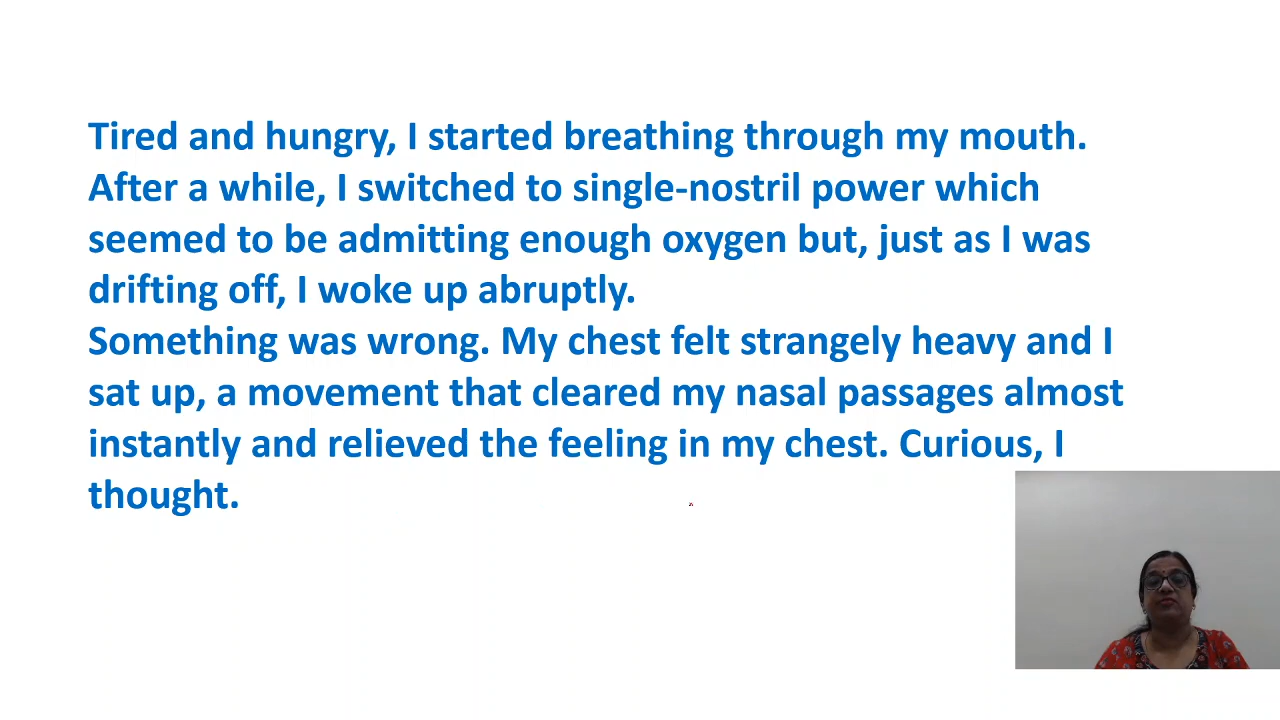 Tired and hungry, I started breathing through my mouth.
After a while, I switched to single-nostril power which
seemed to be admitting enough oxygen but, just as I was
drifting off, I woke up abruptly.
Something was wrong. My chest felt strangely heavy and I
sat up, a movement that cleared my nasal passages almost
instantly and relieved the feeling in my chest. Curious, I
thought.